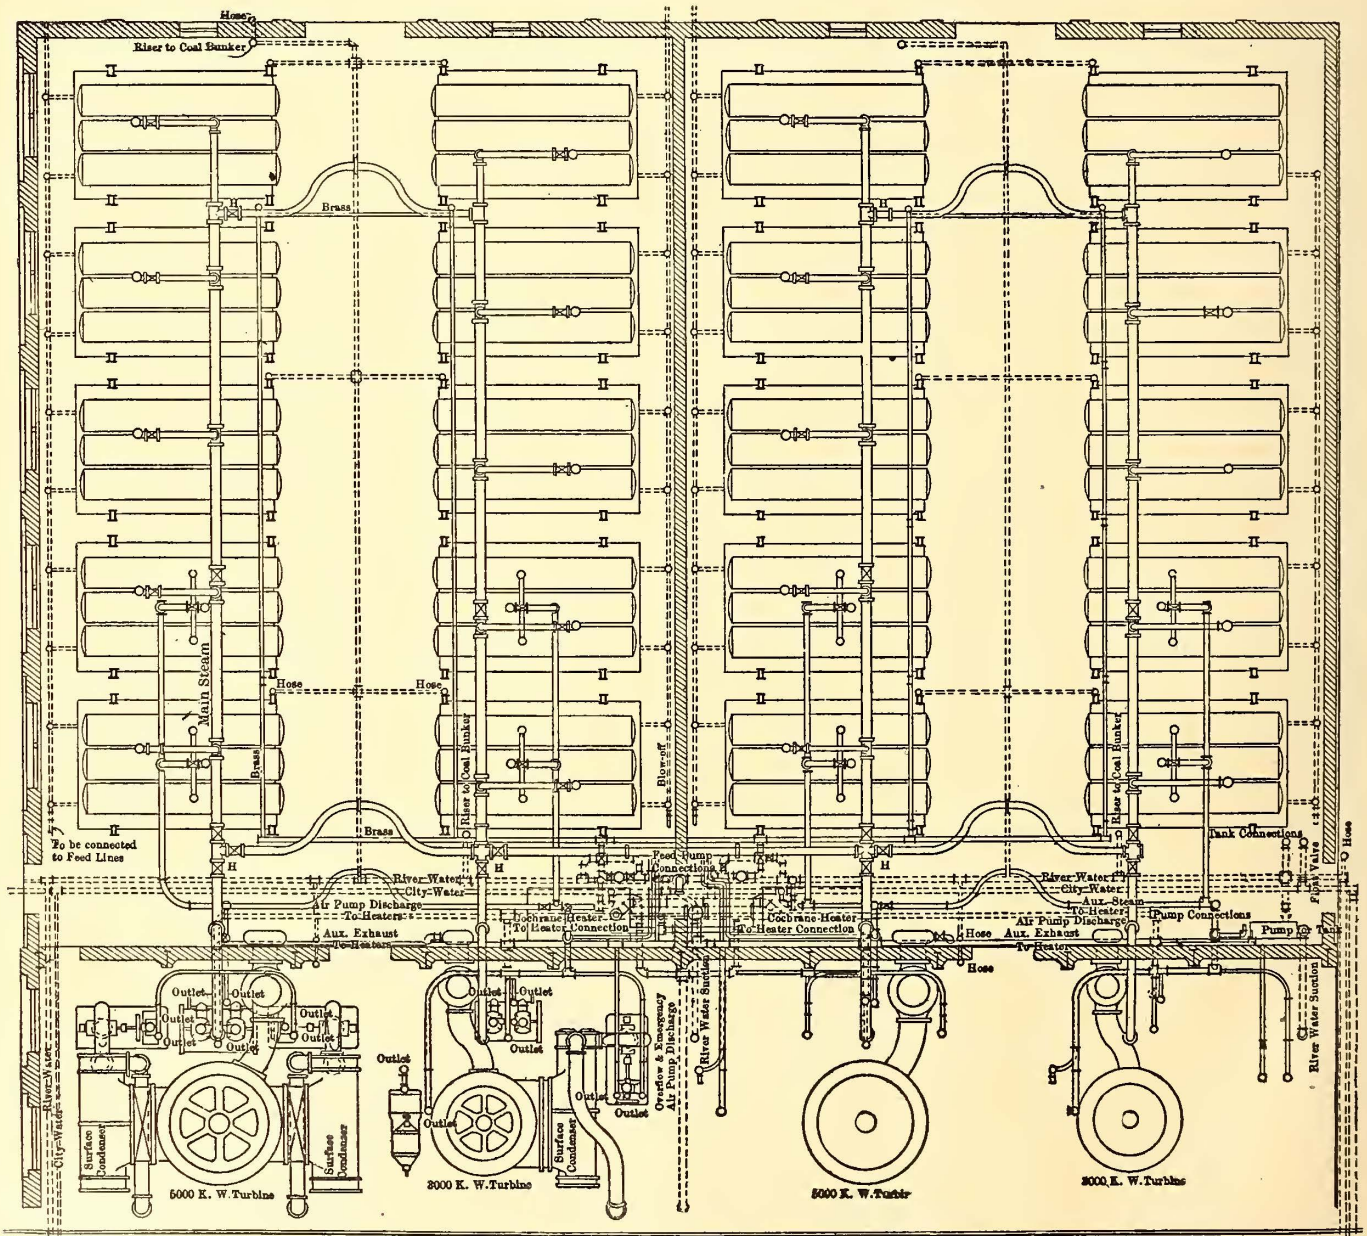 Hose
Riser to Coal Bunker
H
Brass
H
Main Steam
Hose
Hose
Brass
Riser to Coal Bunker
Blow-off
Riser to Coal Bunker
To be connected
to Feed Lines
Brass
H
H
H
Feed Pump
Connections
Tank Connections
Float Valve
Hose
River Water
City Water
River Water
City Water
Air Pump Discharge
To Heaters
Cochrane Heater
To Heater Connection
Cochrane Heater
To Heater Connection
Aux. Steam
To Heater
Air Pump Discharge
Pump Connections
Aux. Exhaust
To Heaters
Hose
Aux. Exhaust
To Heater
Pump
Tank
Hose
Outlet
Outlet
Outlet
Outlet
Outlet
Outlet
Outlet
Outlet
Outlet
Outlet
Outlet
Outlet
Outlet
Outlet
River Water
City Water
Overflow & Emergency
Air Pump Discharge
River Water Suction
River Water Suction
Surface
Condenser
Surface
Condenser
Surface
Condenser
5000 K. W. Turbine
3000 K. W. Turbine
5000 K. W. Turbin
3000 K. W. Turbine